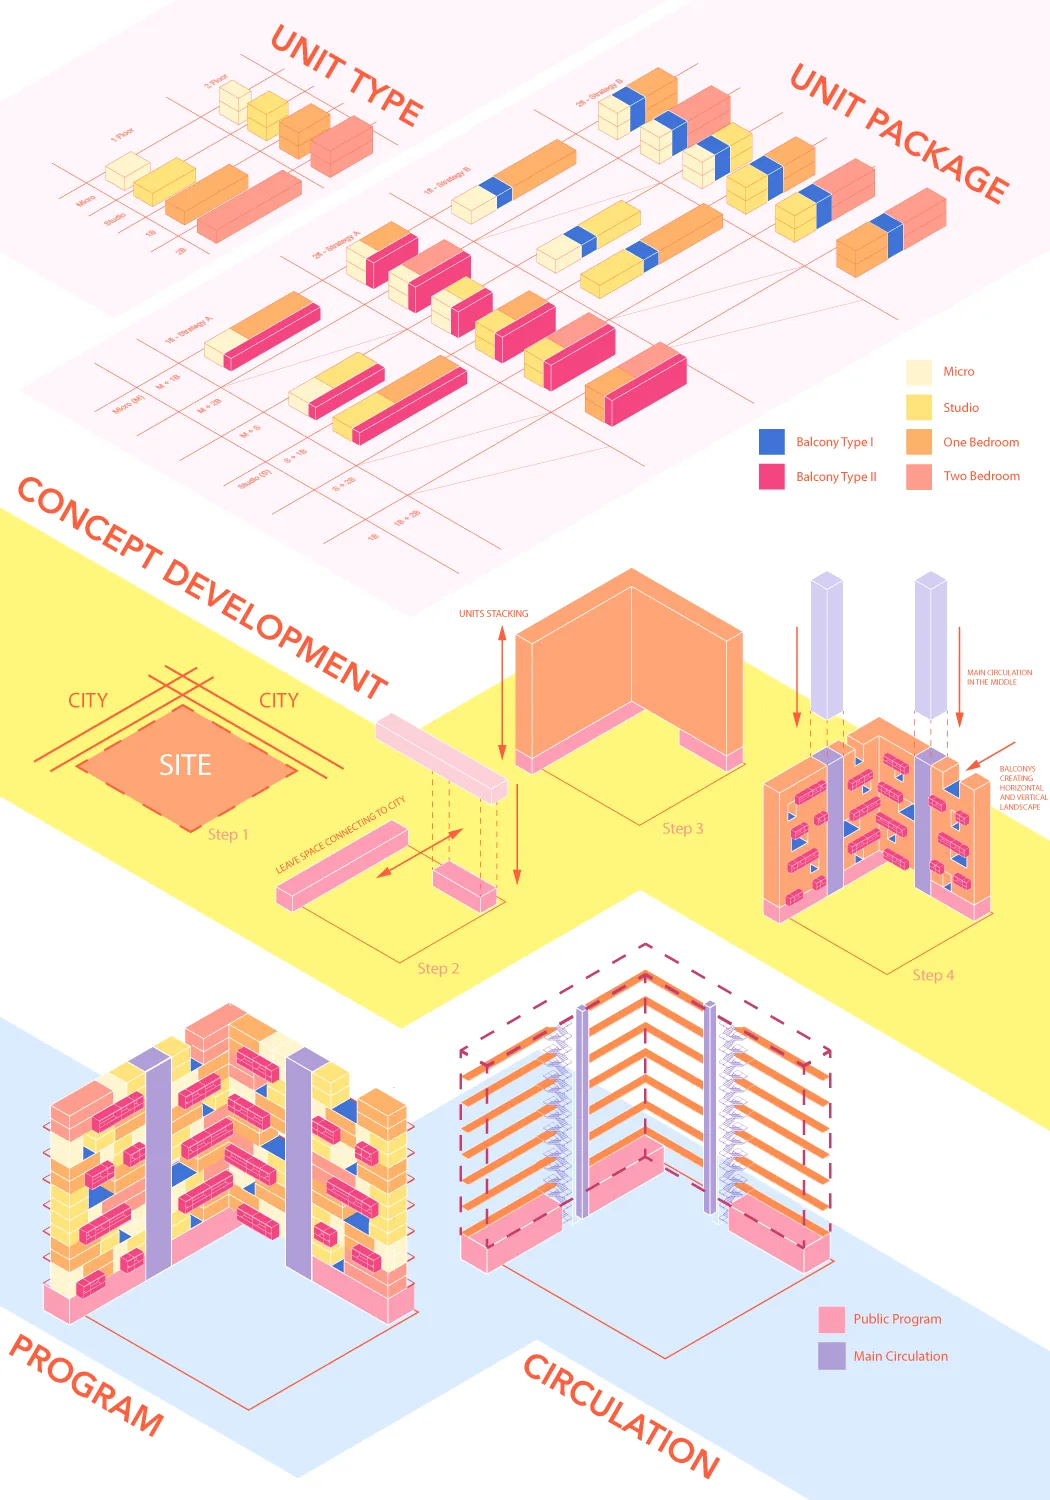 UNIT TYPE
2 Floor
1 Floor
Micro
Studio
1B
2B
UNIT PACKAGE
2B - Strategy B
1B - Strategy B
2B - Strategy A
1B - Strategy A
Micro (M)
M + 1B
M + 2B
M + S
Studio (S)
S + 1B
S + 2B
1B
1B + 2B
Micro
Studio
Balcony Type I
One Bedroom
Balcony Type II
Two Bedroom
CONCEPT DEVELOPMENT
CITY
CITY
SITE
Step 1
LEAVE SPACE CONNECTING TO CITY
Step 2
UNITS STACKING
Step 3
MAIN CIRCULATION
IN THE MIDDLE
BALCONYS
CREATING
HORIZONTAL
AND VERTICAL
LANDSCAPE
Step 4
PROGRAM
CIRCULATION
Public Program
Main Circulation